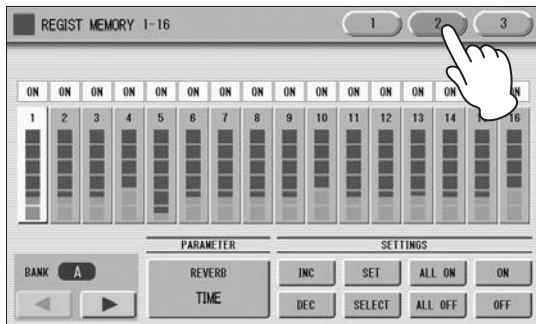 REGIST MEMORY 1-16 1 2 3
ON ON ON ON ON ON ON ON ON ON ON ON ON ON ON
1 2 3 4 5 6 7 8 9 10 11 12 13 14 16
PARAMETER SETTINGS
BANK A REVERB TIME INC SET ALL ON ON
DEC SELECT ALL OFF OFF